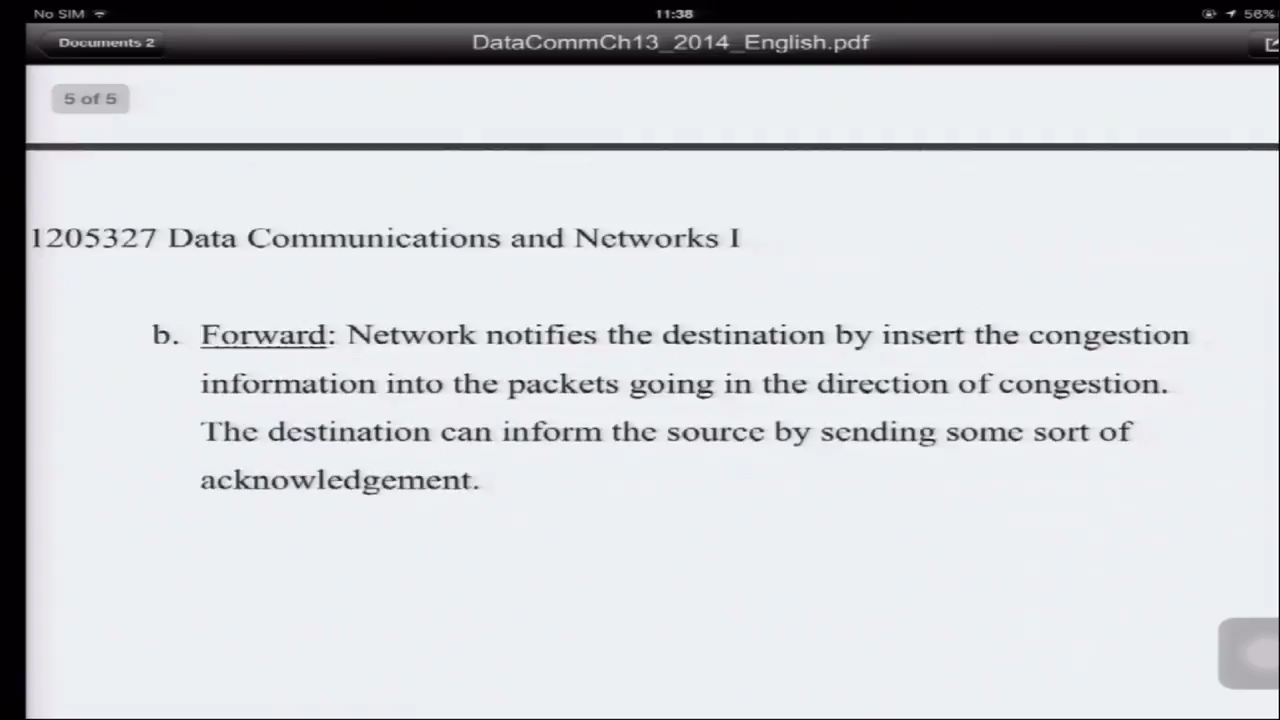 No SIM 11:38 56%
Documents 2 DataCommCh13_2014_English.pdf
5 of 5
1205327 Data Communications and Networks I
b. Forward: Network notifies the destination by insert the congestion
information into the packets going in the direction of congestion.
The destination can inform the source by sending some sort of
acknowledgement.